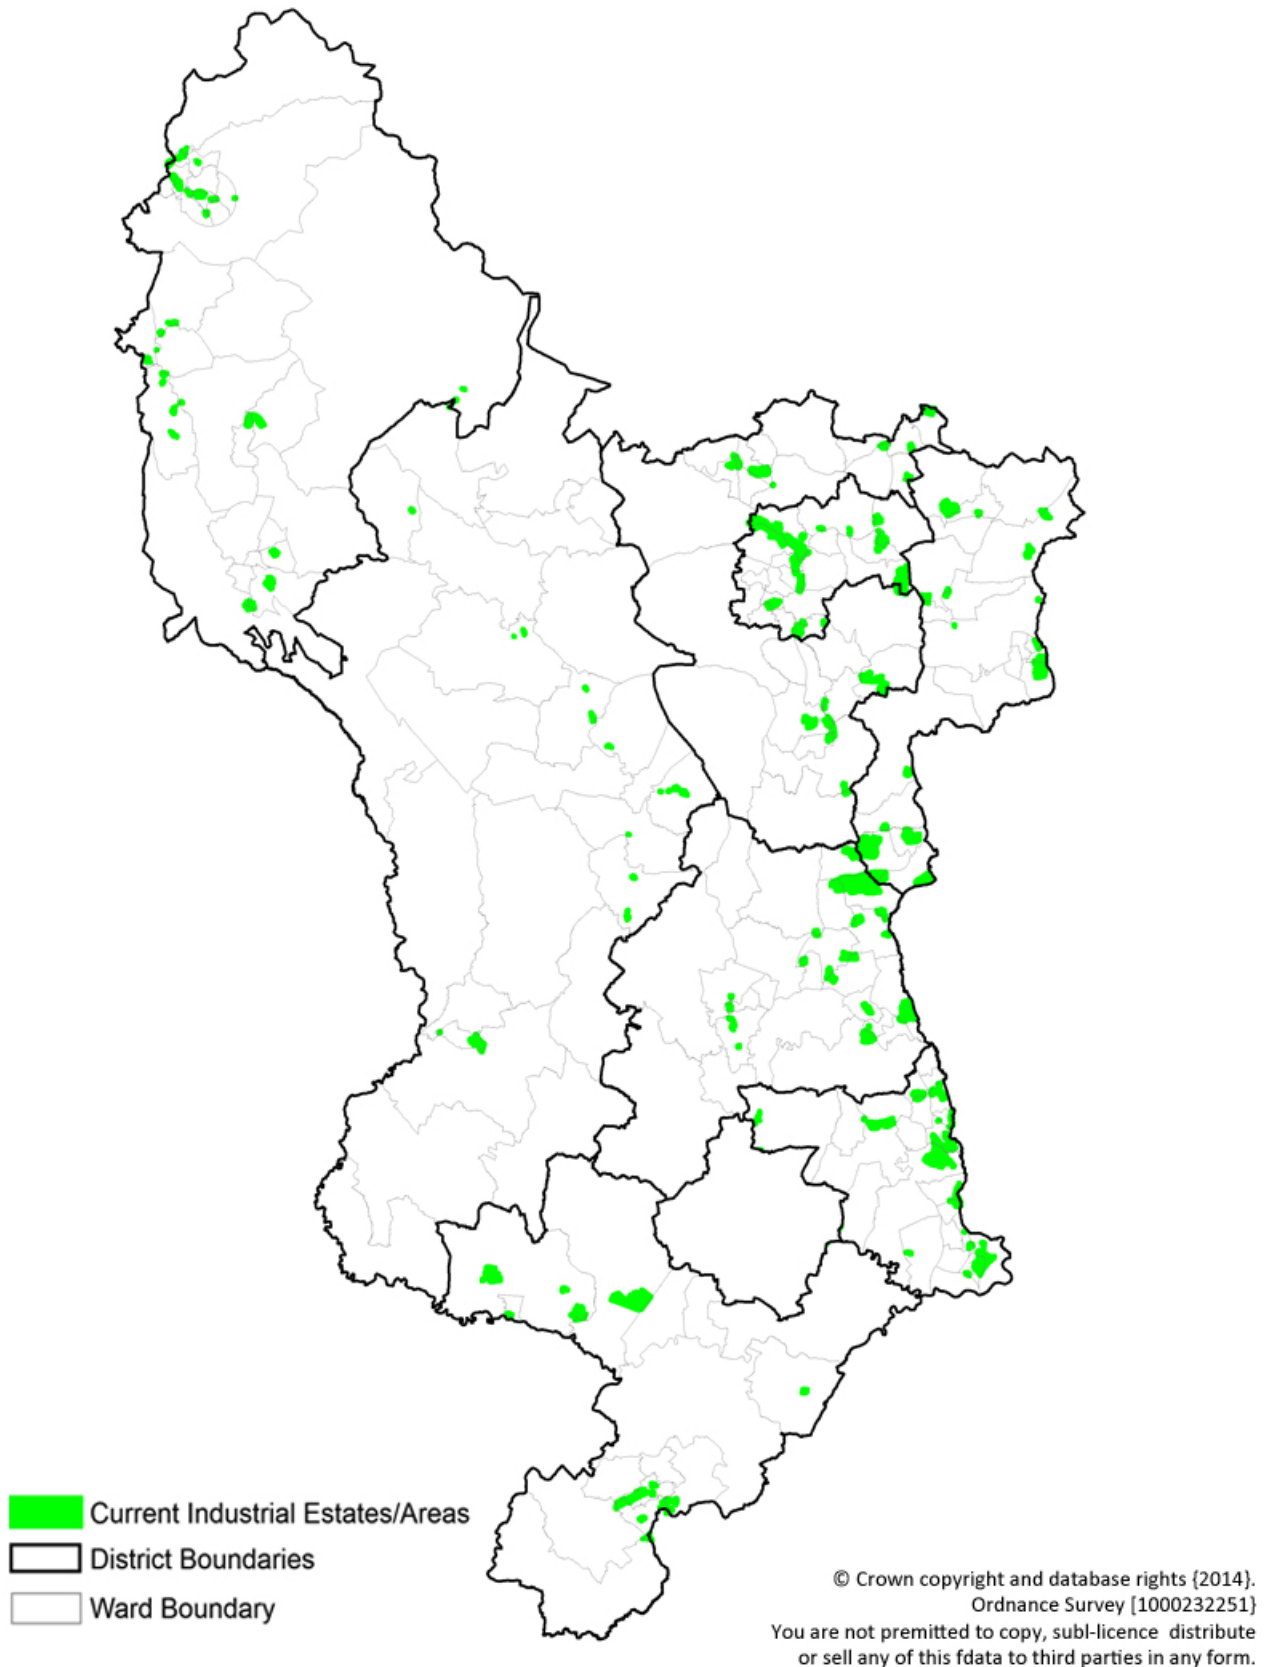 Current Industrial Estates/Areas
District Boundaries
Ward Boundary
© Crown copyright and database rights {2014}.
Ordnance Survey [1000232251}
You are not premitted to copy, subl-licence distribute
or sell any of this fdata to third parties in any form.